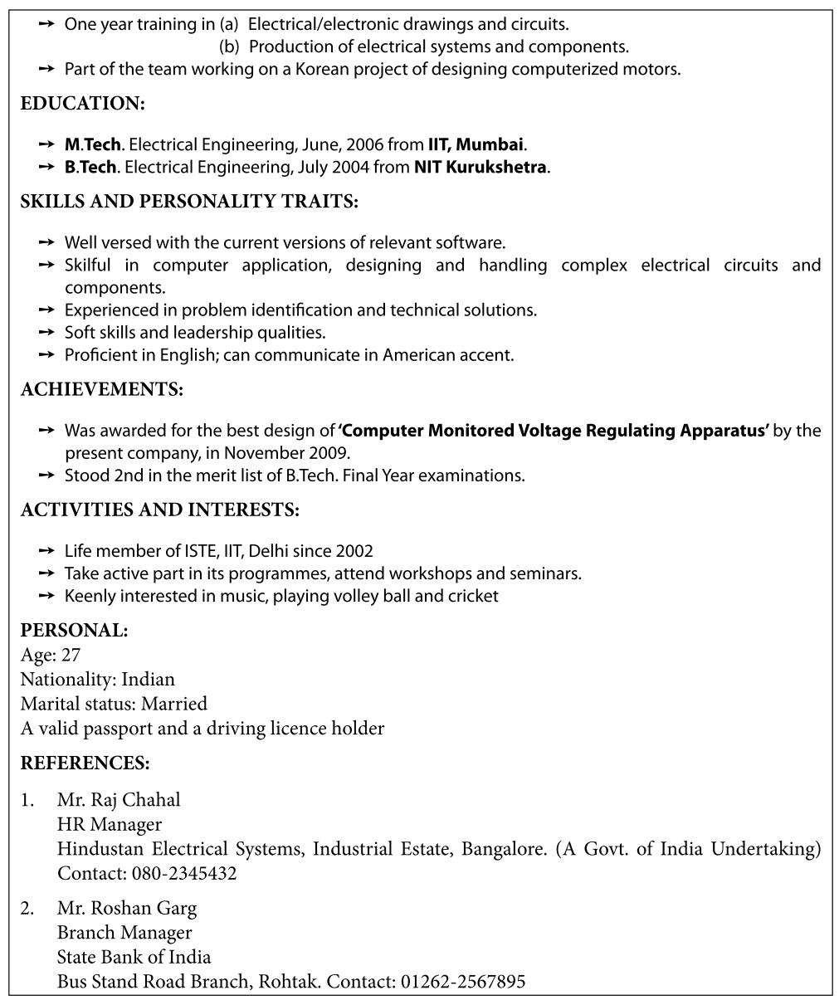 ➙ One year training in (a) Electrical/electronic drawings and circuits.
(b) Production of electrical systems and components.
➙ Part of the team working on a Korean project of designing computerized motors.
EDUCATION:
➙ M.Tech. Electrical Engineering, June, 2006 from IIT, Mumbai.
➙ B.Tech. Electrical Engineering, July 2004 from NIT Kurukshetra.
SKILLS AND PERSONALITY TRAITS:
➙ Well versed with the current versions of relevant software.
➙ Skilful in computer application, designing and handling complex electrical circuits and
components.
➙ Experienced in problem identification and technical solutions.
➙ Soft skills and leadership qualities.
➙ Proficient in English; can communicate in American accent.
ACHIEVEMENTS:
➙ Was awarded for the best design of ‘Computer Monitored Voltage Regulating Apparatus’ by the
present company, in November 2009.
➙ Stood 2nd in the merit list of B.Tech. Final Year examinations.
ACTIVITIES AND INTERESTS:
➙ Life member of ISTE, IIT, Delhi since 2002
➙ Take active part in its programmes, attend workshops and seminars.
➙ Keenly interested in music, playing volley ball and cricket
PERSONAL:
Age: 27
Nationality: Indian
Marital status: Married
A valid passport and a driving licence holder
REFERENCES:
1. Mr. Raj Chahal
HR Manager
Hindustan Electrical Systems, Industrial Estate, Bangalore. (A Govt. of India Undertaking)
Contact: 080-2345432
2. Mr. Roshan Garg
Branch Manager
State Bank of India
Bus Stand Road Branch, Rohtak. Contact: 01262-2567895